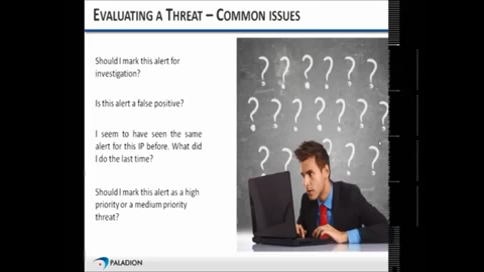 EVALUATING A THREAT – COMMON ISSUES
Should I mark this alert for
investigation?
Is this alert a false positive?
I seem to have seen the same
alert for this IP before. What did
I do the last time?
Should I mark this alert as a high
priority or a medium priority
threat?
? ? ? ? ? ?
? ? ? ? ? ? ?
? ? ? ? ? ?
? ? ? ? ?
PALADION